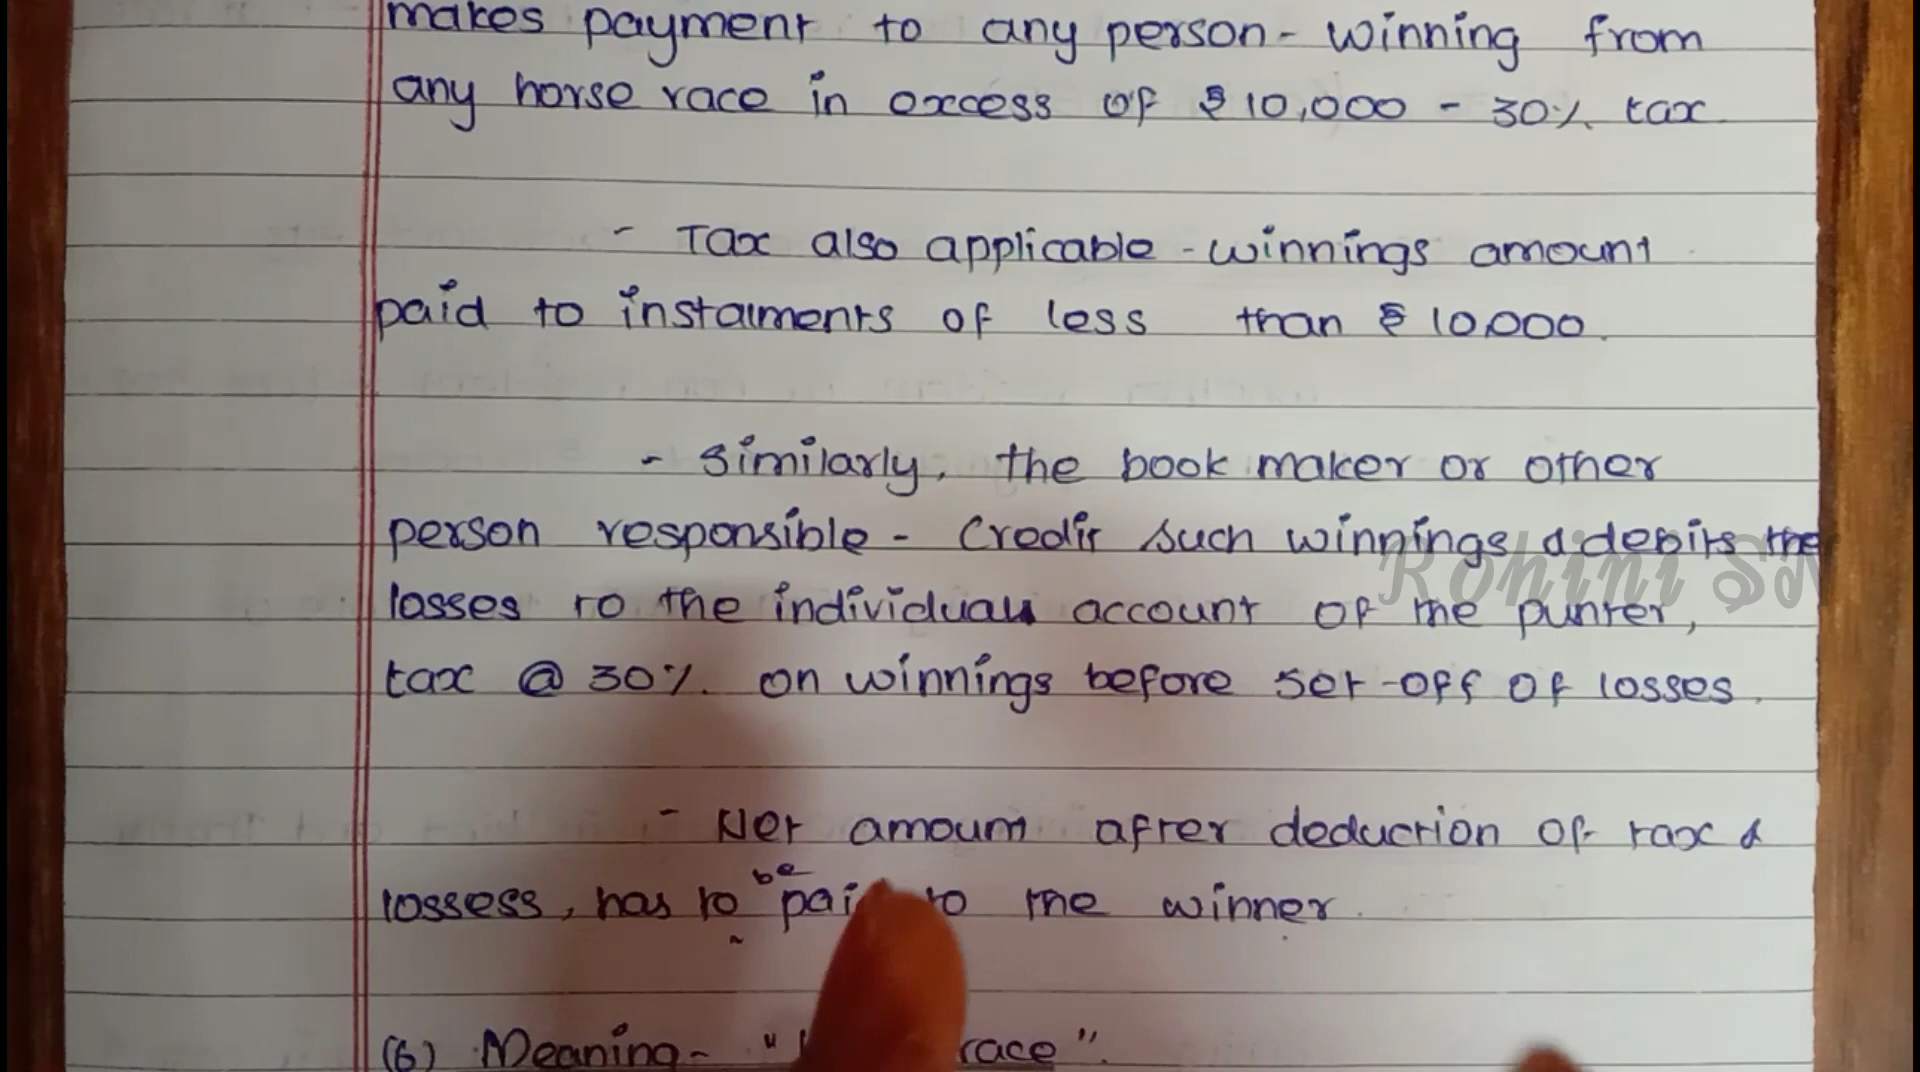 makes payment to any person - winning from
any horse race in excess of ₹ 10,000 - 30% tax
- Tax also applicable - winnings amount
paid to instalments of less than ₹ 10,000.
- Similarly, the book maker or other
person responsible - Credit such winnings & debits the
losses to the individual account of the punter,
tax @ 30% on winnings before set-off of losses.
- Net amount after deduction of tax &
lossess, has to be paid to the winner.
(6) Meaning - " race".
Rohini